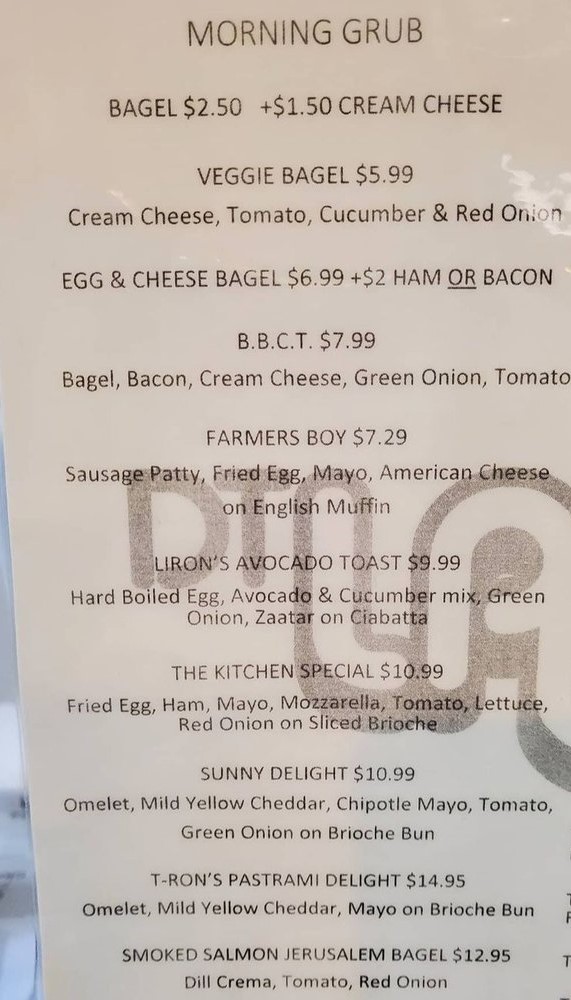 MORNING GRUB
BAGEL $2.50 +$1.50 CREAM CHEESE
VEGGIE BAGEL $5.99
Cream Cheese, Tomato, Cucumber & Red Onion
EGG & CHEESE BAGEL $6.99 +$2 HAM OR BACON
B.B.C.T. $7.99
Bagel, Bacon, Cream Cheese, Green Onion, Tomato
FARMERS BOY $7.29
Sausage Patty, Fried Egg, Mayo, American Cheese
on English Muffin
LIRON'S AVOCADO TOAST $9.99
Hard Boiled Egg, Avocado & Cucumber mix, Green
Onion, Zaatar on Ciabatta
THE KITCHEN SPECIAL $10.99
Fried Egg, Ham, Mayo, Mozzarella, Tomato, Lettuce,
Red Onion on Sliced Brioche
SUNNY DELIGHT $10.99
Omelet, Mild Yellow Cheddar, Chipotle Mayo, Tomato,
Green Onion on Brioche Bun
T-RON'S PASTRAMI DELIGHT $14.95
Omelet, Mild Yellow Cheddar, Mayo on Brioche Bun
SMOKED SALMON JERUSALEM BAGEL $12.95
Dill Crema, Tomato, Red Onion